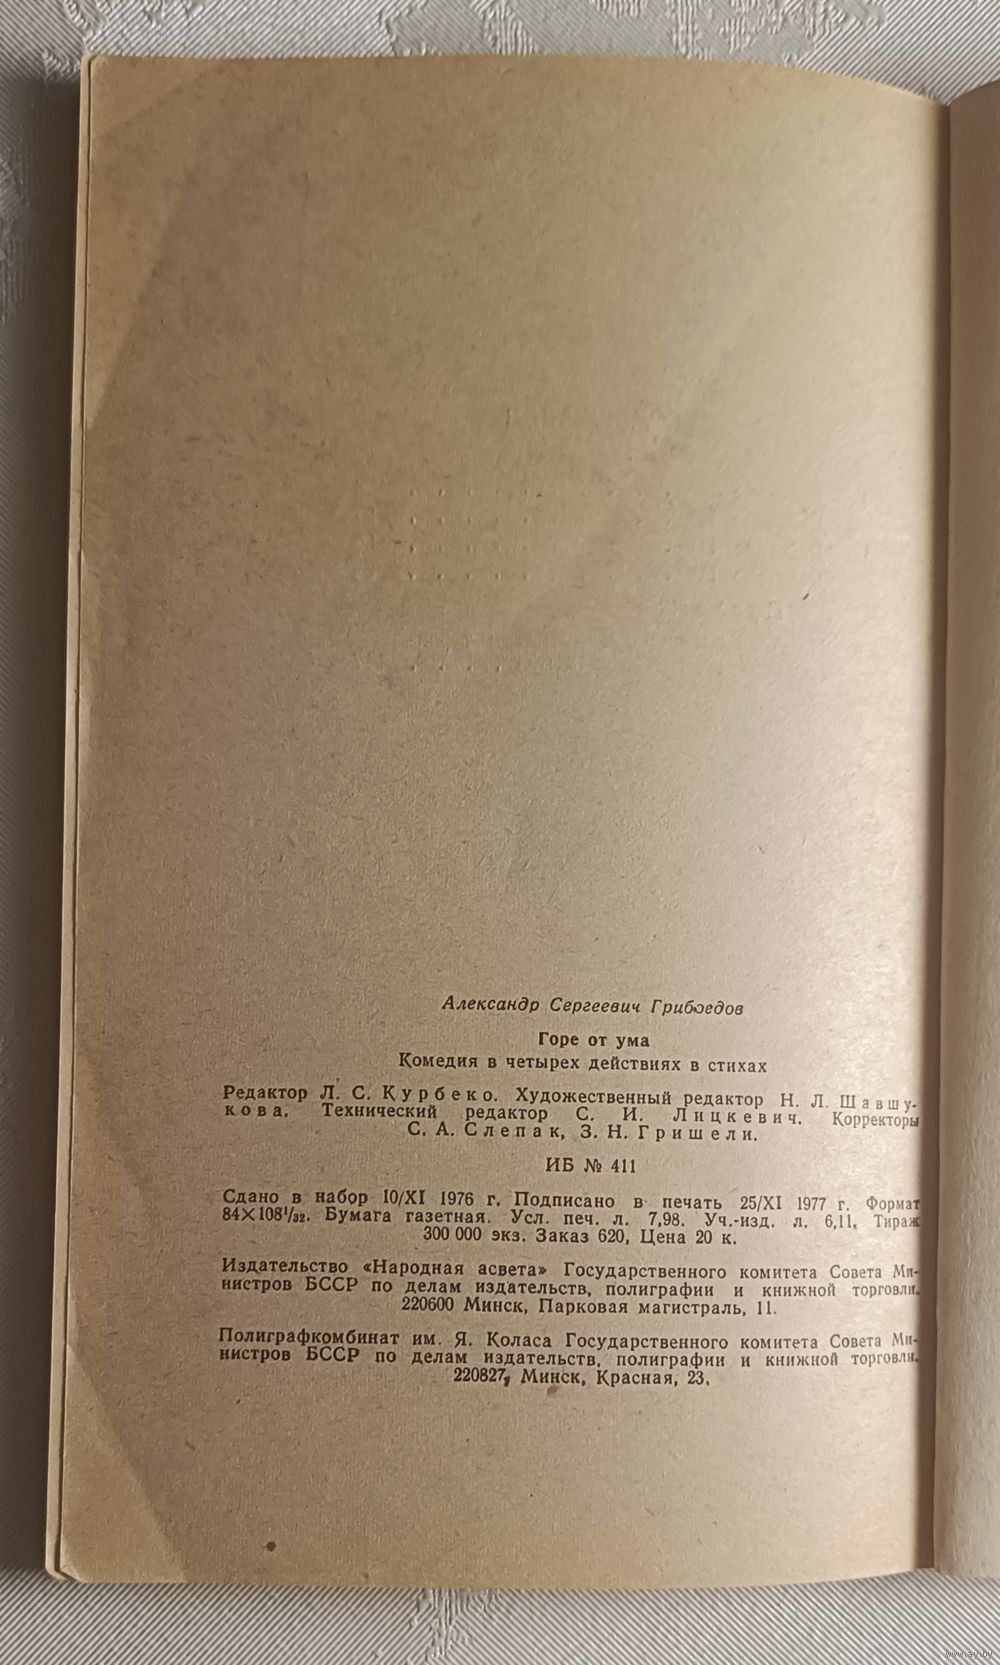 Александр Сергеевич Грибоедов
Горе от ума
Комедия в четырех действиях в стихах
Редактор Л. С. Курбеко. Художественный редактор Н. Л. Шавшу-
кова. Технический редактор С. И. Лицкевич. Корректоры
С. А. Слепак, З. Н. Гришели.
ИБ № 411
Сдано в набор 10/XI 1976 г. Подписано в печать 25/XI 1977 г. Формат
84×108¹/₃₂. Бумага газетная. Усл. печ. л. 7,98. Уч.-изд. л. 6,11. Тираж
300 000 экз. Заказ 620, Цена 20 к.
Издательство «Народная асвета» Государственного комитета Совета Ми-
нистров БССР по делам издательств, полиграфии и книжной торговли.
220600 Минск, Парковая магистраль, 11.
Полиграфкомбинат им. Я. Коласа Государственного комитета Совета Ми-
нистров БССР по делам издательств, полиграфии и книжной торговли.
220827, Минск, Красная, 23.
www.ay.by